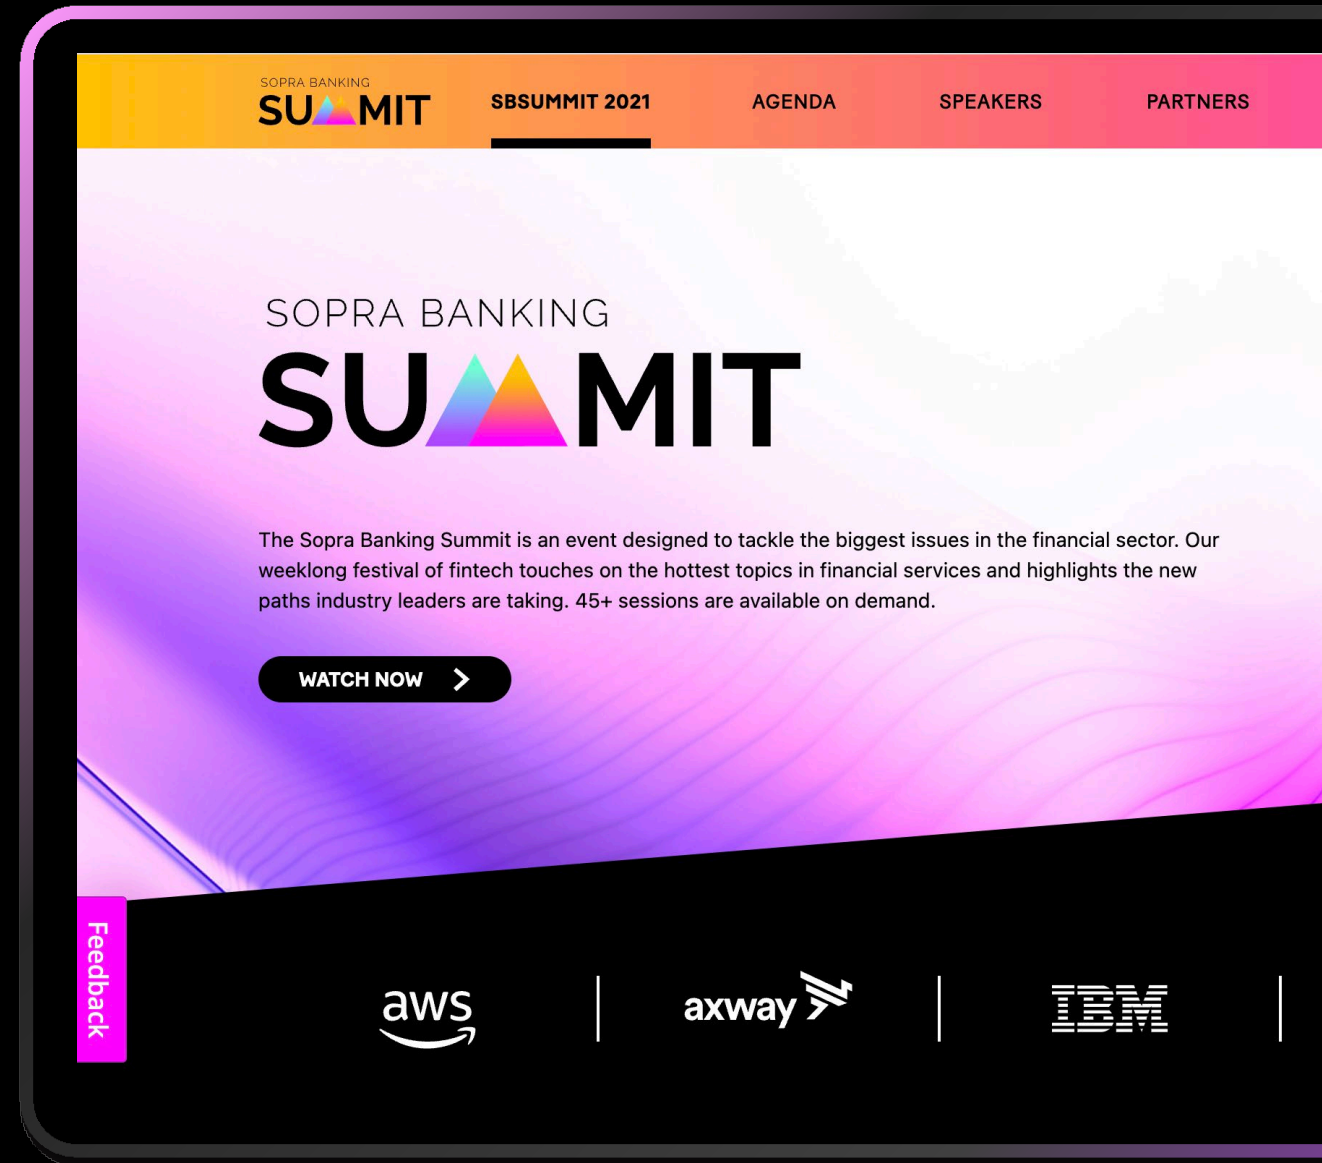 SOPRA BANKING
SUMMIT
SBSUMMIT 2021
AGENDA
SPEAKERS
PARTNERS
SOPRA BANKING
SUMMIT
The Sopra Banking Summit is an event designed to tackle the biggest issues in the financial sector. Our
weeklong festival of fintech touches on the hottest topics in financial services and highlights the new
paths industry leaders are taking. 45+ sessions are available on demand.
WATCH NOW
Feedback
aws
axway
IBM